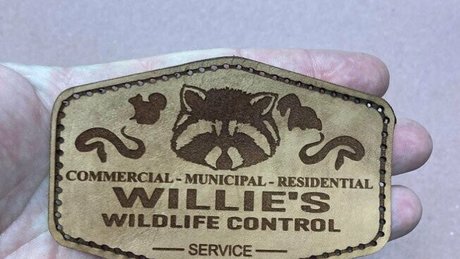 COMMERCIAL - MUNICIPAL - RESIDENTIAL
WILLIE'S
WILDLIFE CONTROL
SERVICE